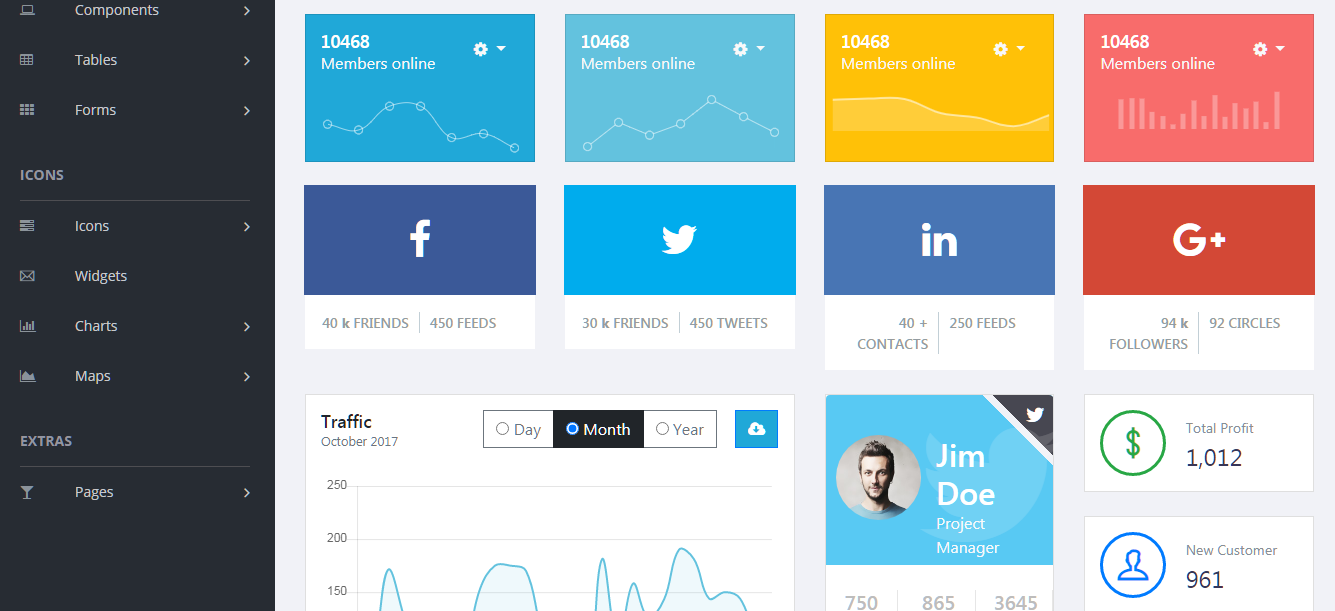 Components
Tables
Forms
ICONS
Icons
Widgets
Charts
Maps
EXTRAS
Pages
10468
Members online
10468
Members online
10468
Members online
10468
Members online
f
in
G+
40 k FRIENDS
450 FEEDS
30 k FRIENDS
450 TWEETS
40 +
CONTACTS
250 FEEDS
94 k
FOLLOWERS
92 CIRCLES
Traffic
October 2017
Day
Month
Year
250
200
150
Jim
Doe
Project
Manager
750
865
3645
$
Total Profit
1,012
New Customer
961